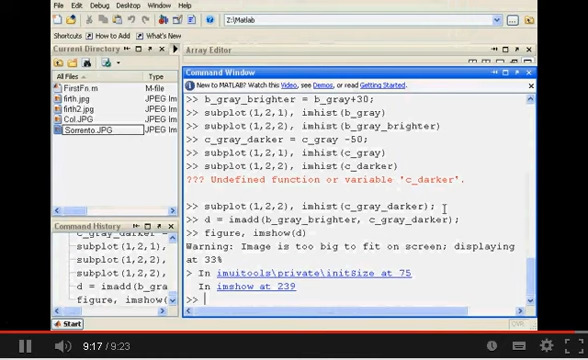 File Edit Debug Desktop Window Help
Z:\Matlab
Shortcuts How to Add What's New
Current Directory
Array Editor
Command Window
All Files Type
New to MATLAB? Watch this Video, see Demos, or read Getting Started.
FirstFn.m M-file
firth.jpg JPEG Im
firth2.jpg JPEG Im
Col.JPG JPEG Im
Sorrento.JPG JPEG Im
>> b_gray_brighter = b_gray+30;
>> subplot(1,2,1), imhist(b_gray)
>> subplot(1,2,2), imhist(b_gray_brighter)
>> c_gray_darker = c_gray -50;
>> subplot(1,2,1), imhist(c_gray)
>> subplot(1,2,2), imhist(c_darker)
??? Undefined function or variable 'c_darker'.
>> subplot(1,2,2), imhist(c_gray_darker);
>> d = imadd(b_gray_brighter, c_gray_darker);
>> figure, imshow(d)
Warning: Image is too big to fit on screen; displaying
at 33%
> In imuitools\private\initSize at 75
In imshow at 239
>>
Command History
c_gray_darker =
subplot(1,2,1),
subplot(1,2,2),
subplot(1,2,2),
d = imadd(b_gra
figure, imshow(
Start
OVR
9:17 / 9:23